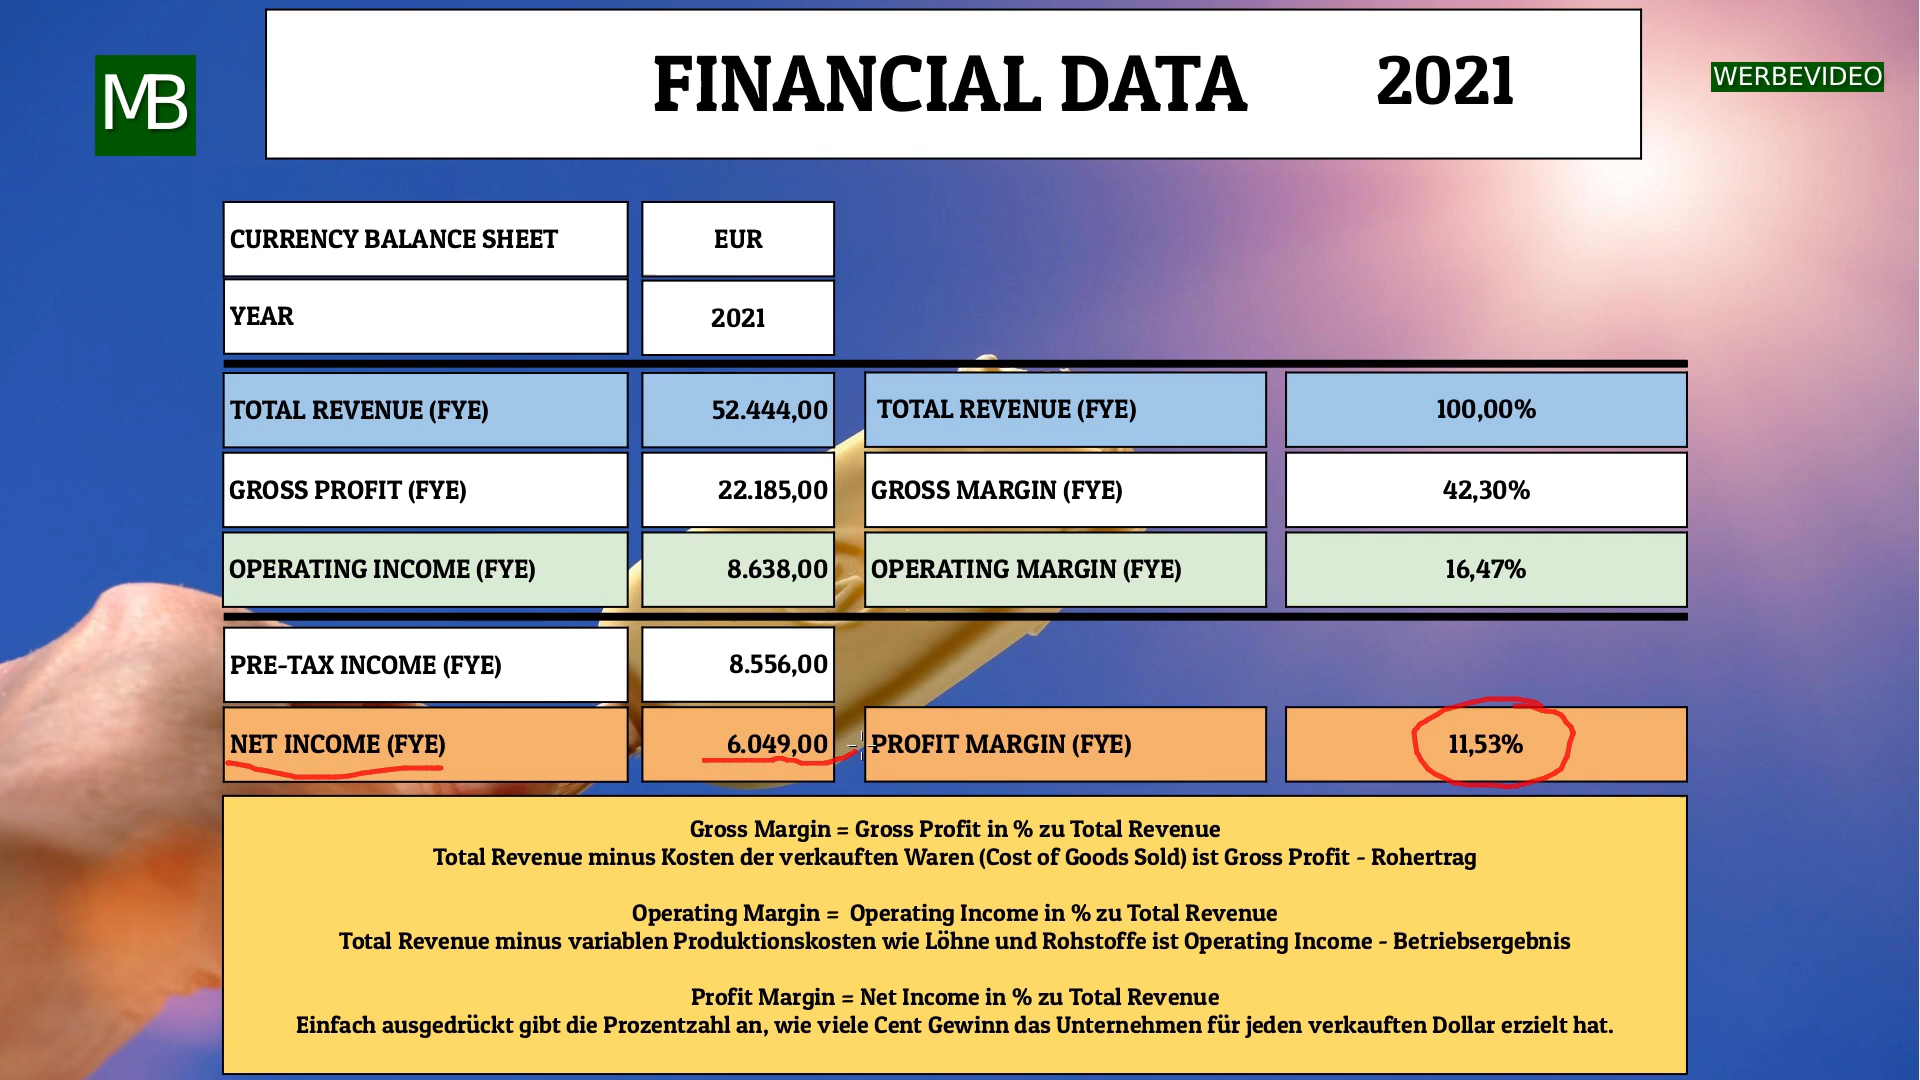 MB
FINANCIAL DATA 2021
WERBEVIDEO
CURRENCY BALANCE SHEET EUR
YEAR 2021
TOTAL REVENUE (FYE) 52.444,00 TOTAL REVENUE (FYE) 100,00%
GROSS PROFIT (FYE) 22.185,00 GROSS MARGIN (FYE) 42,30%
OPERATING INCOME (FYE) 8.638,00 OPERATING MARGIN (FYE) 16,47%
PRE-TAX INCOME (FYE) 8.556,00
NET INCOME (FYE) 6.049,00 PROFIT MARGIN (FYE) 11,53%
Gross Margin = Gross Profit in % zu Total Revenue
Total Revenue minus Kosten der verkauften Waren (Cost of Goods Sold) ist Gross Profit - Rohertrag
Operating Margin = Operating Income in % zu Total Revenue
Total Revenue minus variablen Produktionskosten wie Löhne und Rohstoffe ist Operating Income - Betriebsergebnis
Profit Margin = Net Income in % zu Total Revenue
Einfach ausgedrückt gibt die Prozentzahl an, wie viele Cent Gewinn das Unternehmen für jeden verkauften Dollar erzielt hat.